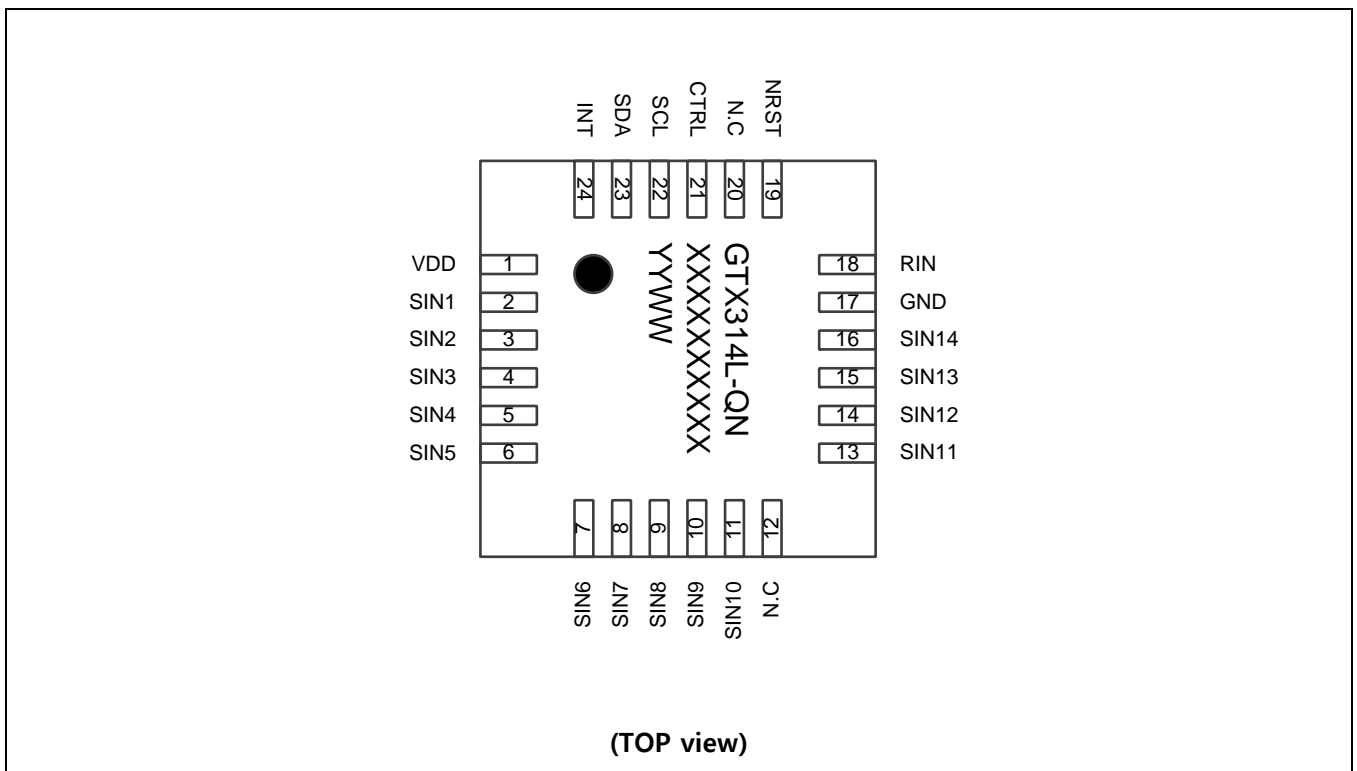 INT SDA SCL CTRL N.C NRST
24 23 22 21 20 19
VDD 1 18 RIN
SIN1 2 17 GND
SIN2 3 16 SIN14
SIN3 4 15 SIN13
SIN4 5 14 SIN12
SIN5 6 13 SIN11
GTX314L-QN
XXXXXXXXXX
YYWW
7 8 9 10 11 12
SIN6 SIN7 SIN8 SIN9 SIN10 N.C
(TOP view)